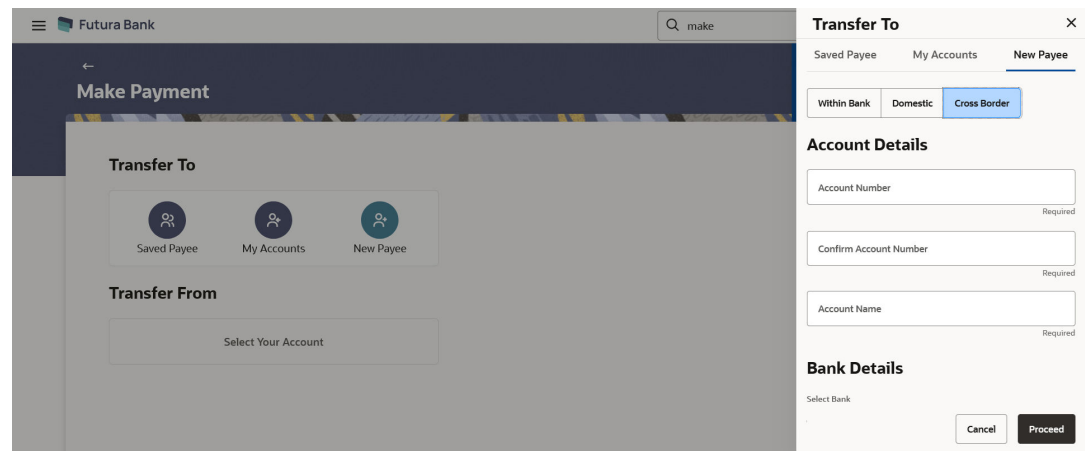 Futura Bank
make
Make Payment
Transfer To
Saved Payee My Accounts New Payee
Transfer From
Select Your Account
Transfer To
Saved Payee My Accounts New Payee
Within Bank Domestic Cross Border
Account Details
Account Number
Required
Confirm Account Number
Required
Account Name
Required
Bank Details
Select Bank
Cancel Proceed